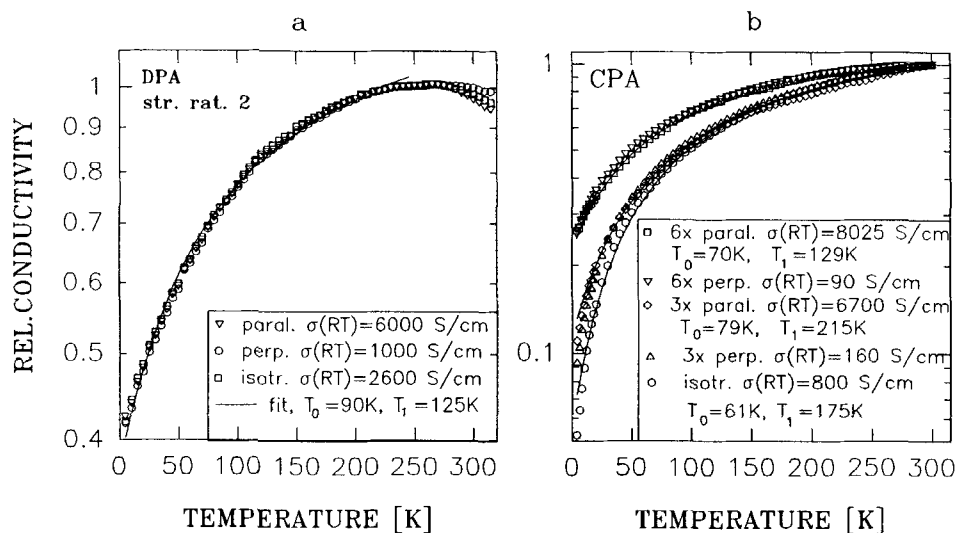 a
DPA
str. rat. 2
REL.CONDUCTIVITY
1
0.9
0.8
0.7
0.6
0.5
0.4
▽ paral. σ(RT)=6000 S/cm
○ perp. σ(RT)=1000 S/cm
□ isotr. σ(RT)=2600 S/cm
— fit, T₀=90K, T₁=125K
0 50 100 150 200 250 300
TEMPERATURE [K]
b
CPA
1
0.1
□ 6x paral. σ(RT)=8025 S/cm
T₀=70K, T₁=129K
▽ 6x perp. σ(RT)=90 S/cm
◇ 3x paral. σ(RT)=6700 S/cm
T₀=79K, T₁=215K
△ 3x perp. σ(RT)=160 S/cm
○ isotr. σ(RT)=800 S/cm
T₀=61K, T₁=175K
0 50 100 150 200 250 300
TEMPERATURE [K]